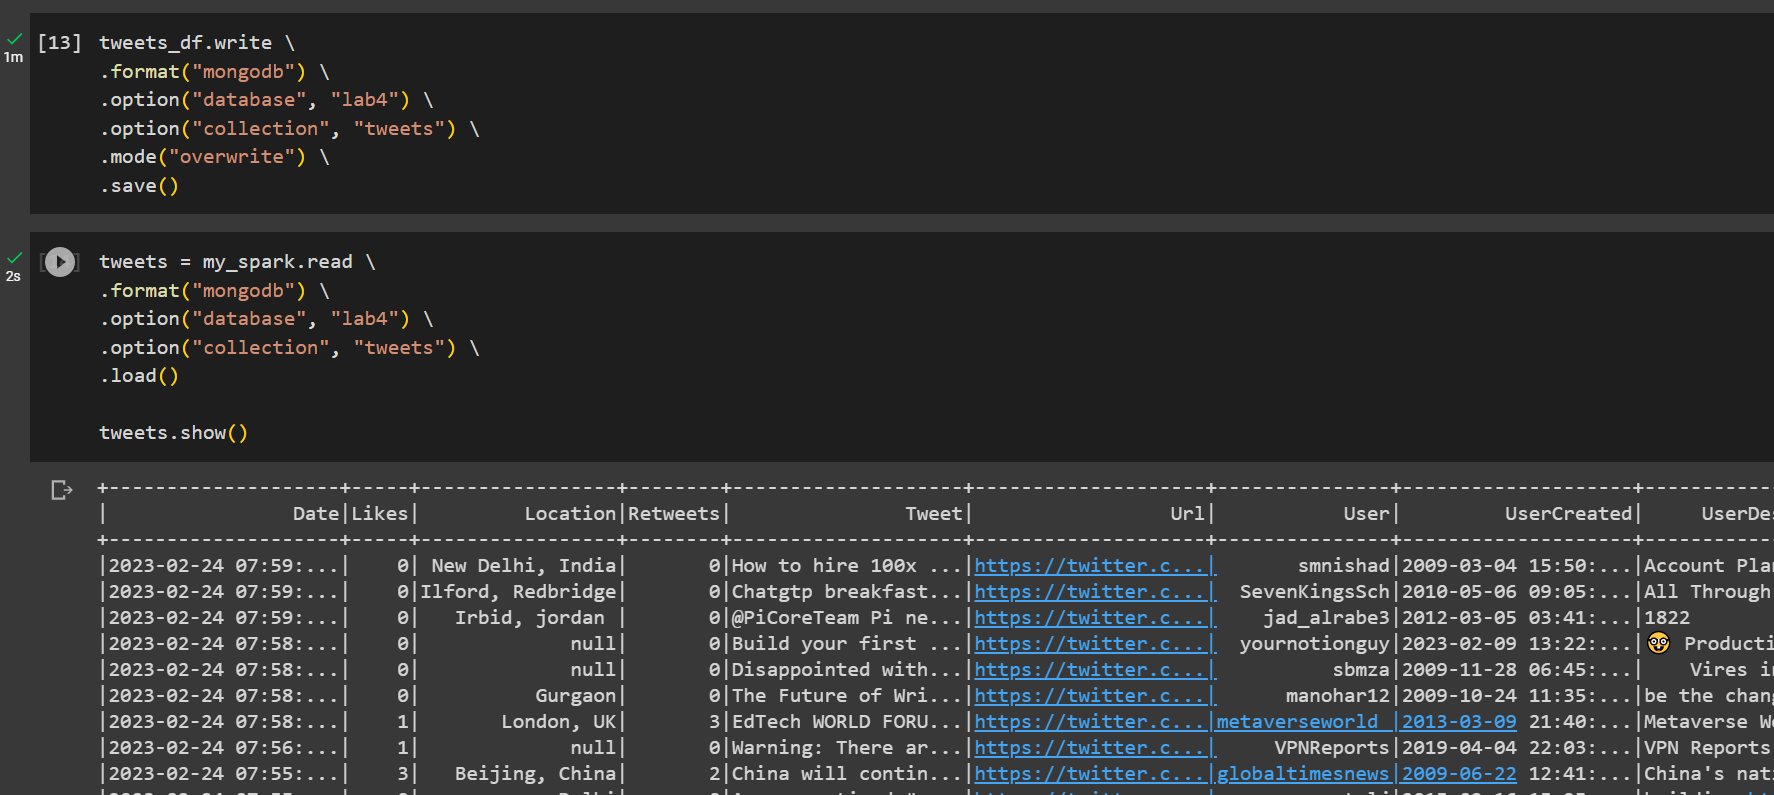 [13] tweets_df.write \
1m
.format("mongodb") \
.option("database", "lab4") \
.option("collection", "tweets") \
.mode("overwrite") \
.save()
tweets = my_spark.read \
2s
.format("mongodb") \
.option("database", "lab4") \
.option("collection", "tweets") \
.load()
tweets.show()
+--------------------+-----+-----------------+--------+--------------------+--------------------+---------------+--------------------+-----------
|                Date|Likes|         Location|Retweets|               Tweet|                 Url|           User|         UserCreated|     UserDes
+--------------------+-----+-----------------+--------+--------------------+--------------------+---------------+--------------------+-----------
|2023-02-24 07:59:...|    0| New Delhi, India|       0|How to hire 100x ...|https://twitter.c...|       smnishad|2009-03-04 15:50:...|Account Plan
|2023-02-24 07:59:...|    0|Ilford, Redbridge|       0|Chatgtp breakfast...|https://twitter.c...|  SevenKingsSch|2010-05-06 09:05:...|All Through
|2023-02-24 07:59:...|    0|   Irbid, jordan |       0|@PiCoreTeam Pi ne...|https://twitter.c...|    jad_alrabe3|2012-03-05 03:41:...|1822
|2023-02-24 07:58:...|    0|             null|       0|Build your first ...|https://twitter.c...|  yournotionguy|2023-02-09 13:22:...|🤓 Producti
|2023-02-24 07:58:...|    0|             null|       0|Disappointed with...|https://twitter.c...|          sbmza|2009-11-28 06:45:...|    Vires in
|2023-02-24 07:58:...|    0|          Gurgaon|       0|The Future of Wri...|https://twitter.c...|      manohar12|2009-10-24 11:35:...|be the chang
|2023-02-24 07:58:...|    1|       London, UK|       3|EdTech WORLD FORU...|https://twitter.c...|metaverseworld |2013-03-09 21:40:...|Metaverse Wo
|2023-02-24 07:56:...|    1|             null|       0|Warning: There ar...|https://twitter.c...|     VPNReports|2019-04-04 22:03:...|VPN Reports
|2023-02-24 07:55:...|    3|   Beijing, China|       2|China will contin...|https://twitter.c...|globaltimesnews|2009-06-22 12:41:...|China's nati